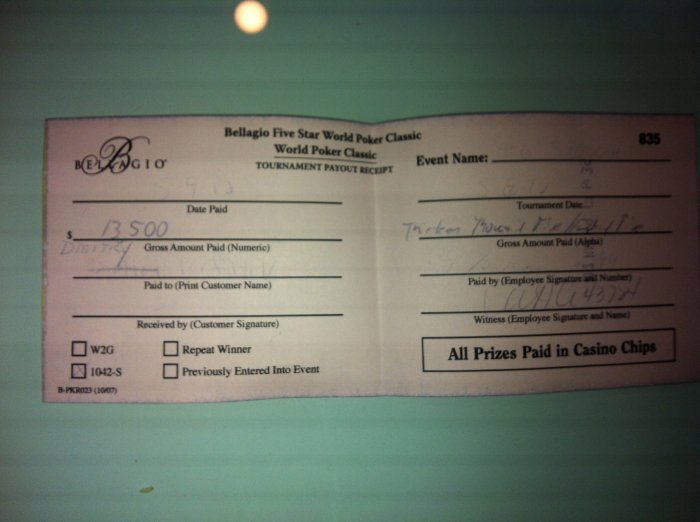 Bellagio Five Star World Poker Classic
World Poker Classic
TOURNAMENT PAYOUT RECEIPT
BELLAGIO
835
Event Name:
Date Paid
Tournament Date
$ 13,500
Gross Amount Paid (Numeric)
Gross Amount Paid (Alpha)
Dmitry
Paid to (Print Customer Name)
Paid by (Employee Signature and Number)
Received by (Customer Signature)
Witness (Employee Signature and Name)
W2G
Repeat Winner
1042-S
Previously Entered Into Event
All Prizes Paid in Casino Chips
B-PKR023 (10/07)